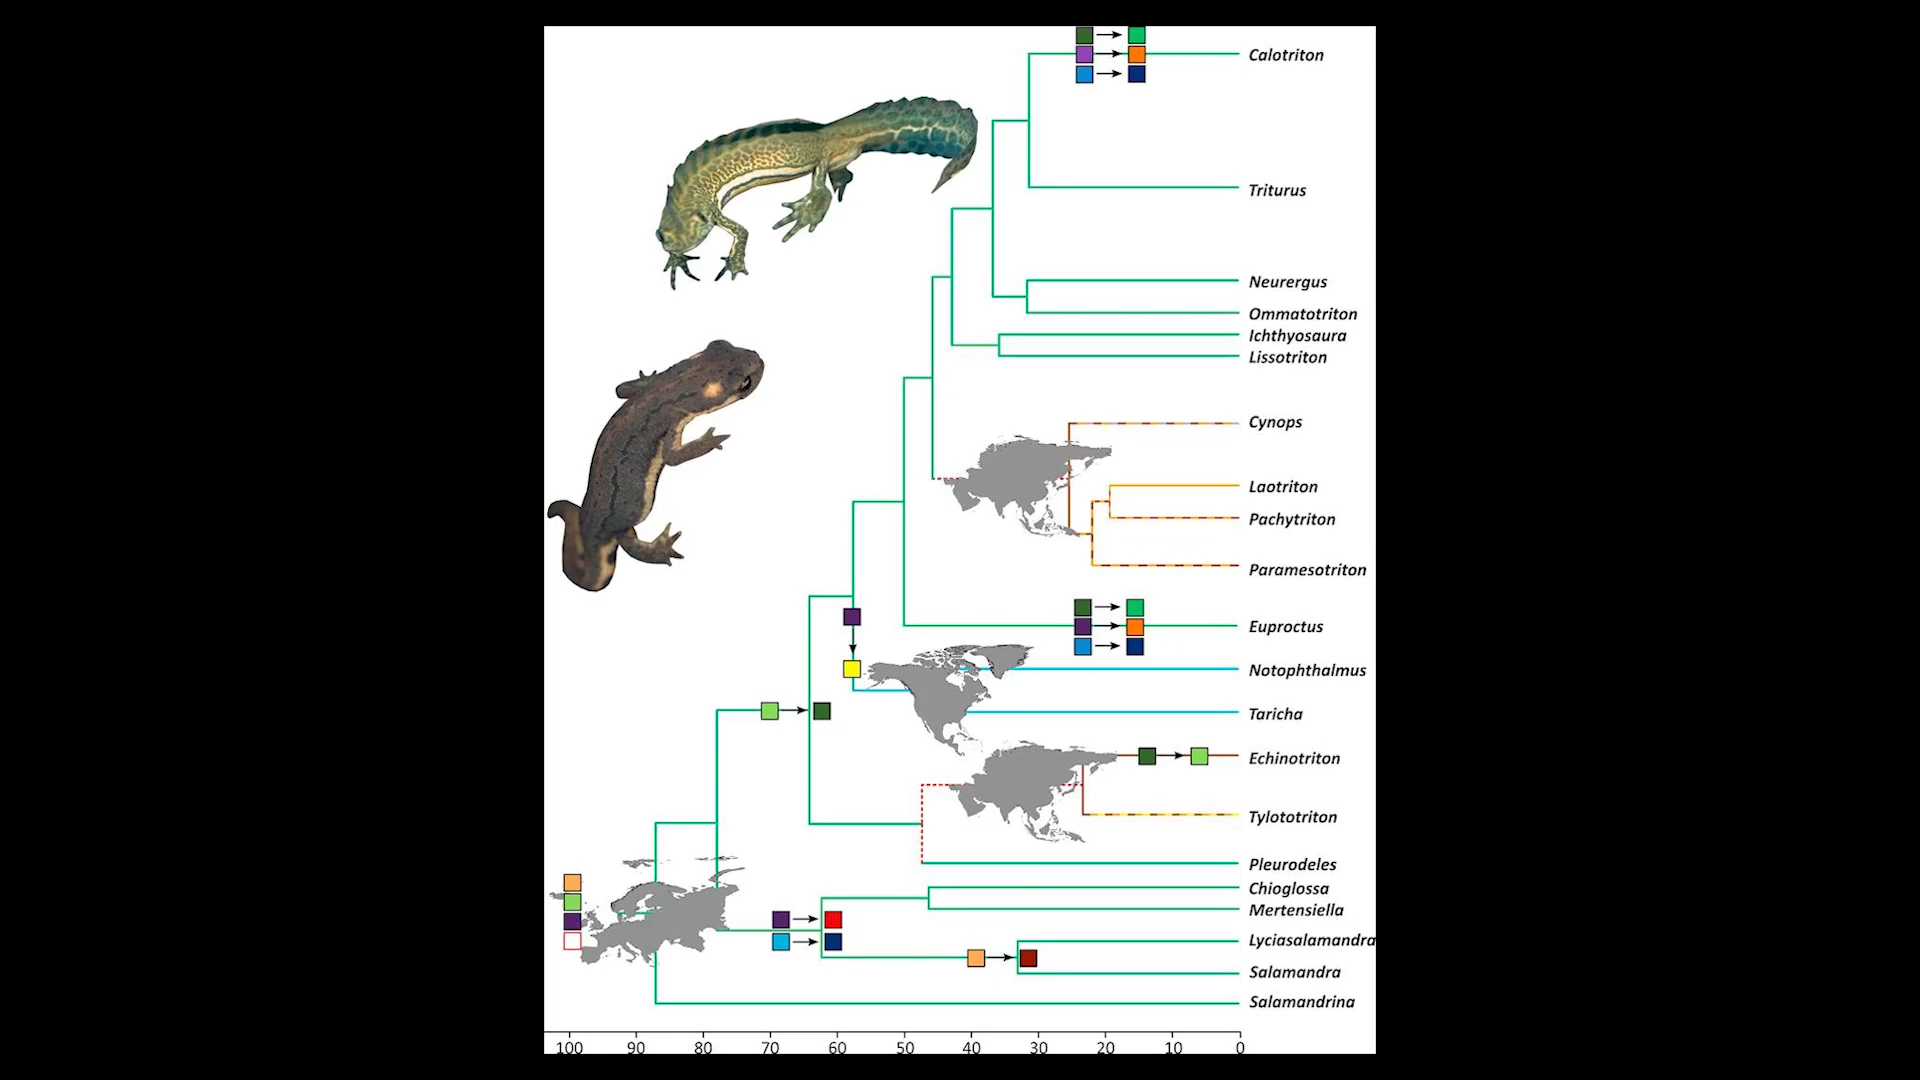 Calotriton
Triturus
Neurergus
Ommatotriton
Ichthyosaura
Lissotriton
Cynops
Laotriton
Pachytriton
Paramesotriton
Euproctus
Notophthalmus
Taricha
Echinotriton
Tylototriton
Pleurodeles
Chioglossa
Mertensiella
Lyciasalamandra
Salamandra
Salamandrina
100 90 80 70 60 50 40 30 20 10 0